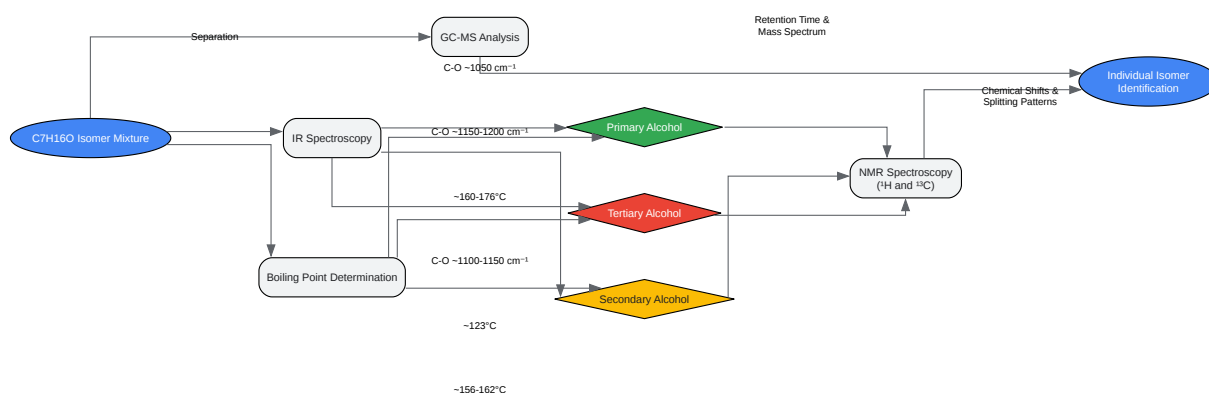 Retention Time &
Mass Spectrum
Separation
GC-MS Analysis
C-O ~1050 cm⁻¹
Individual Isomer
Identification
Chemical Shifts &
Splitting Patterns
C7H16O Isomer Mixture
IR Spectroscopy
C-O ~1150-1200 cm⁻¹
Primary Alcohol
NMR Spectroscopy
(¹H and ¹³C)
~160-176°C
Tertiary Alcohol
C-O ~1100-1150 cm⁻¹
Boiling Point Determination
Secondary Alcohol
~123°C
~156-162°C